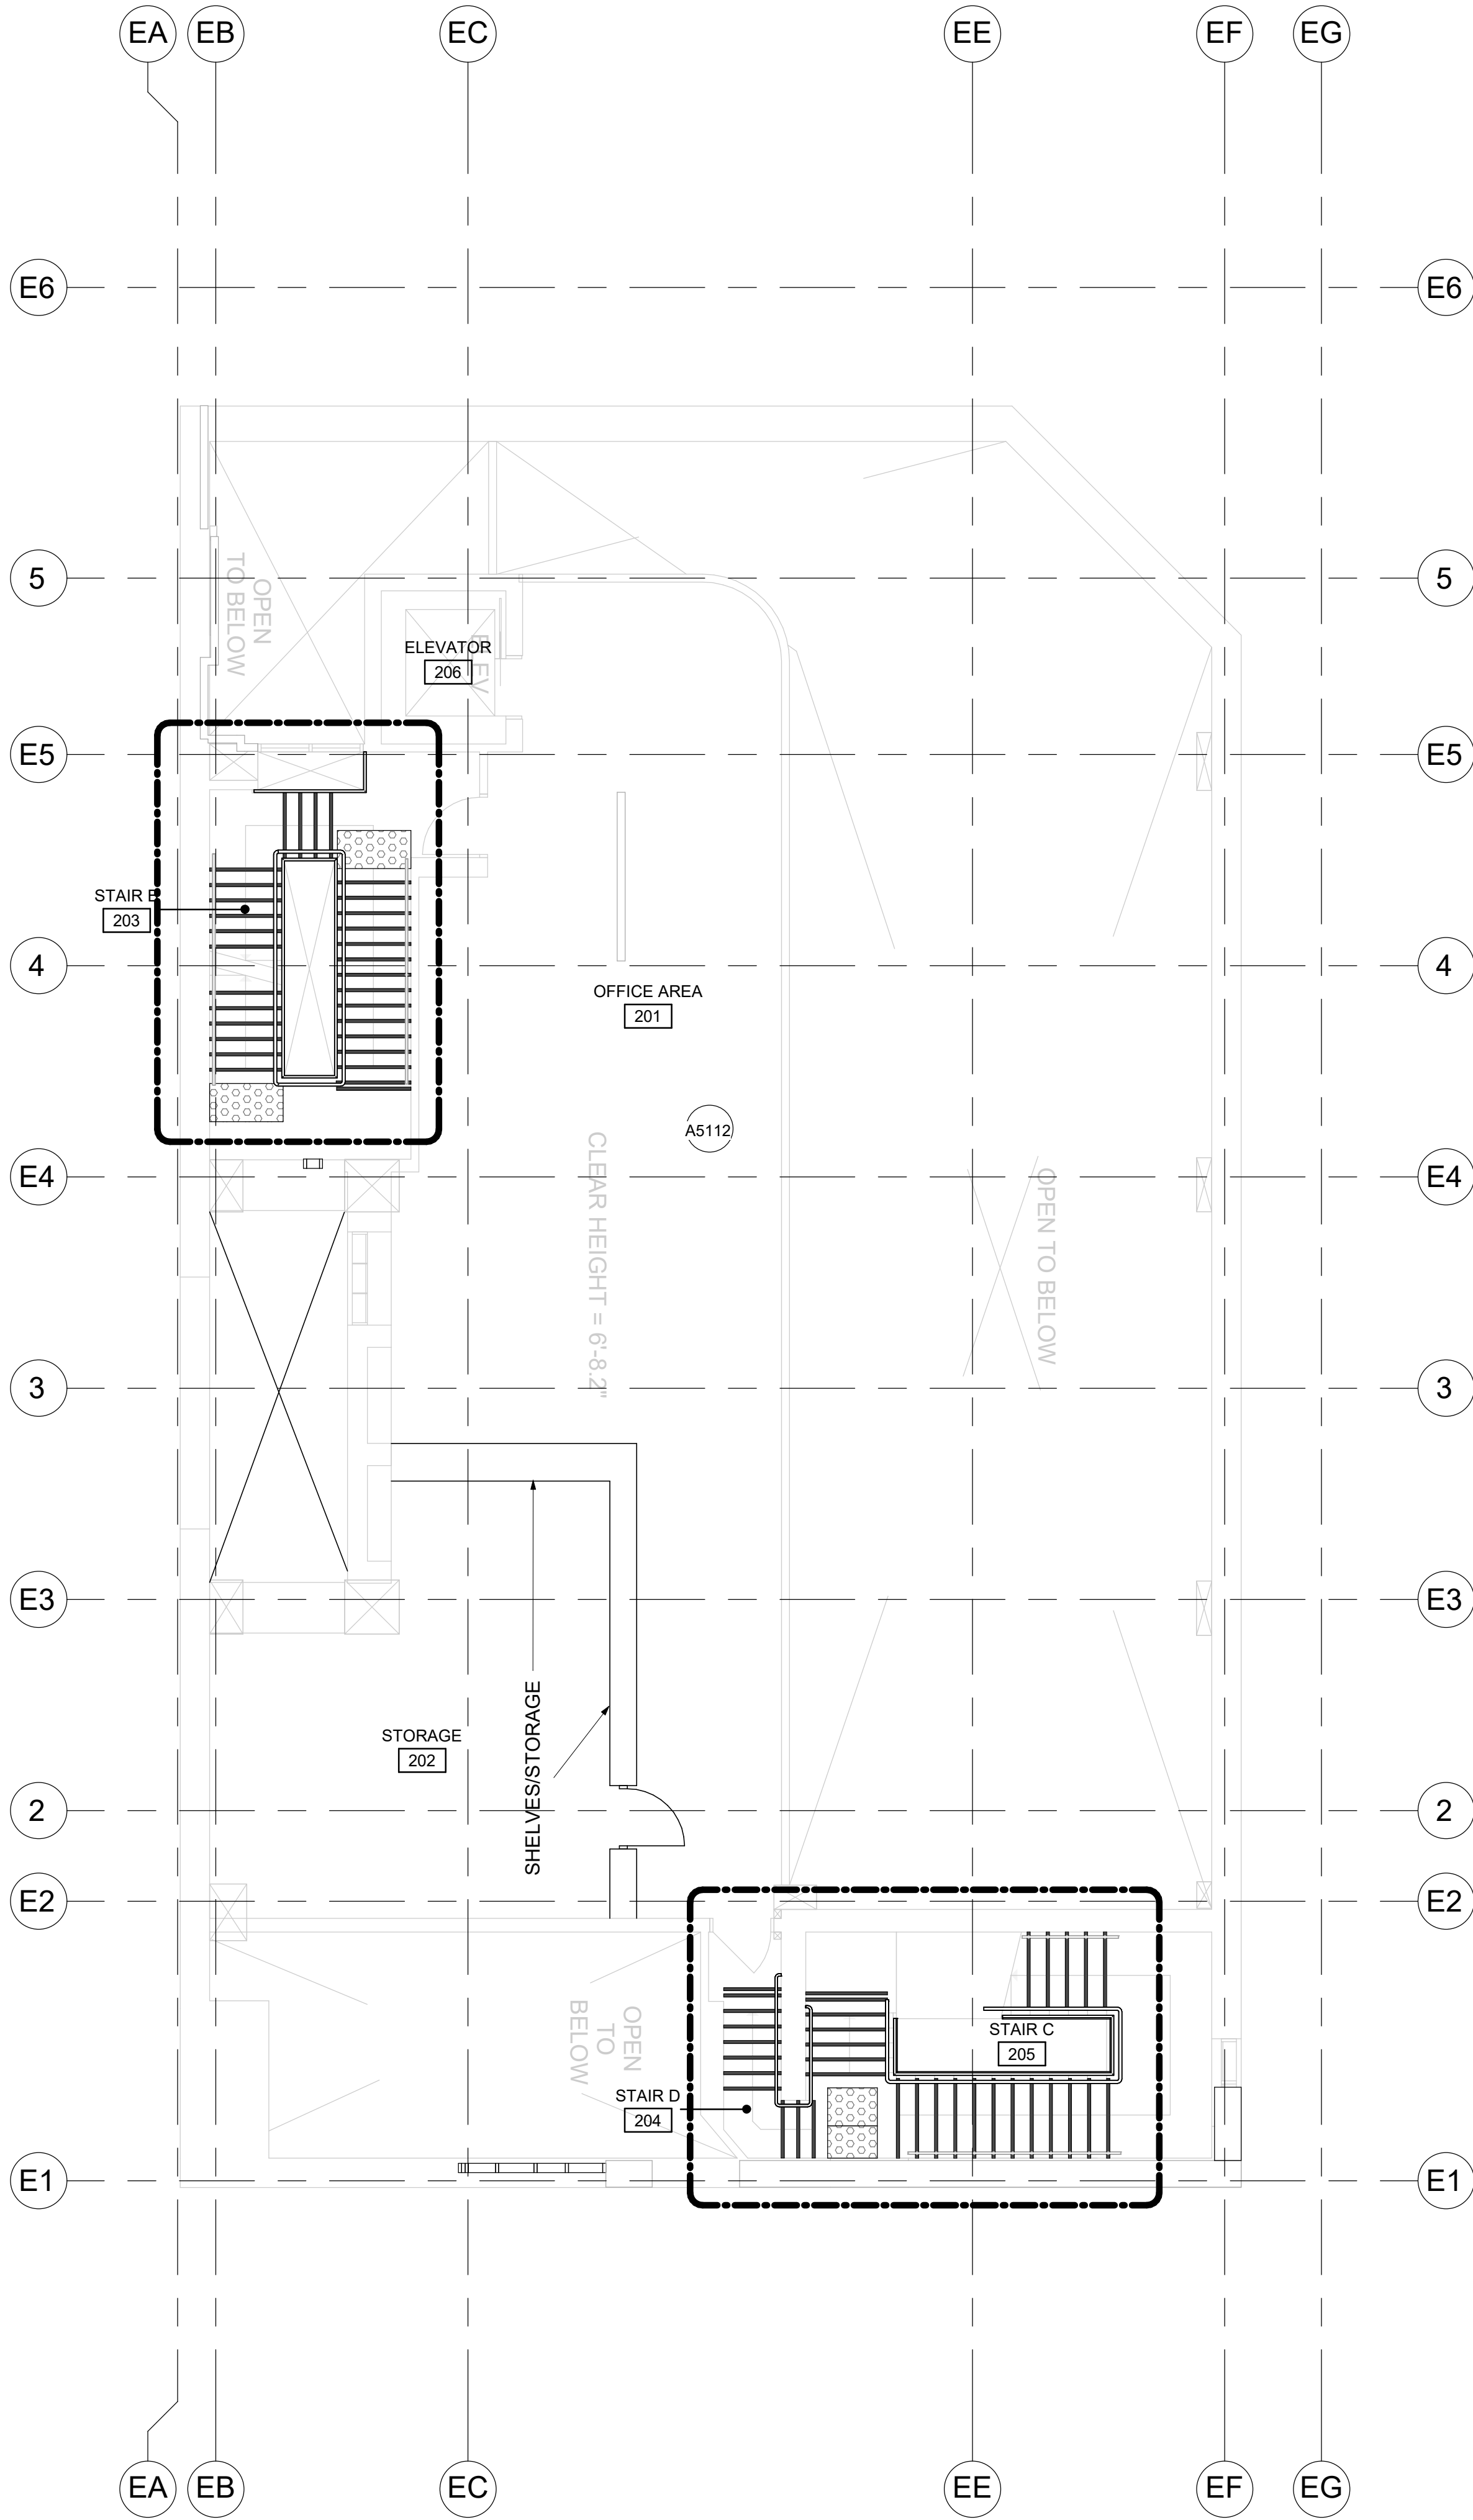 EA
EB
EC
EE
EF
EG
E6
E6
5
5
OPEN
TO BELOW
ELEVATOR
206
ELEV
E5
E5
STAIR B
203
4
4
OFFICE AREA
201
A5112
E4
E4
CLEAR HEIGHT = 6'-8.2"
OPEN TO BELOW
3
3
E3
E3
SHELVES/STORAGE
STORAGE
202
2
2
E2
E2
OPEN
TO
BELOW
STAIR C
205
STAIR D
204
E1
E1
EA
EB
EC
EE
EF
EG